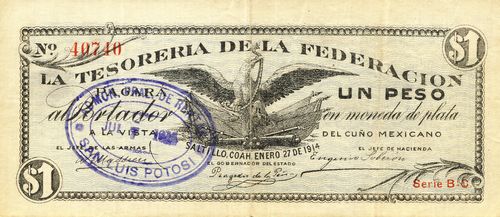 No. 40740
$1
LA TESORERIA DE LA FEDERACION
PAGARA
UN PESO
al Portador
en moneda de plata
A LA VISTA
DEL CUÑO MEXICANO
EL JEFE DE LAS ARMAS
SALTILLO, COAH. ENERO 27 DE 1914
EL JEFE DE HACIENDA
EL GOBERNADOR DEL ESTADO
$1
Serie B.C.
JUL
SAN LUIS POTOSI